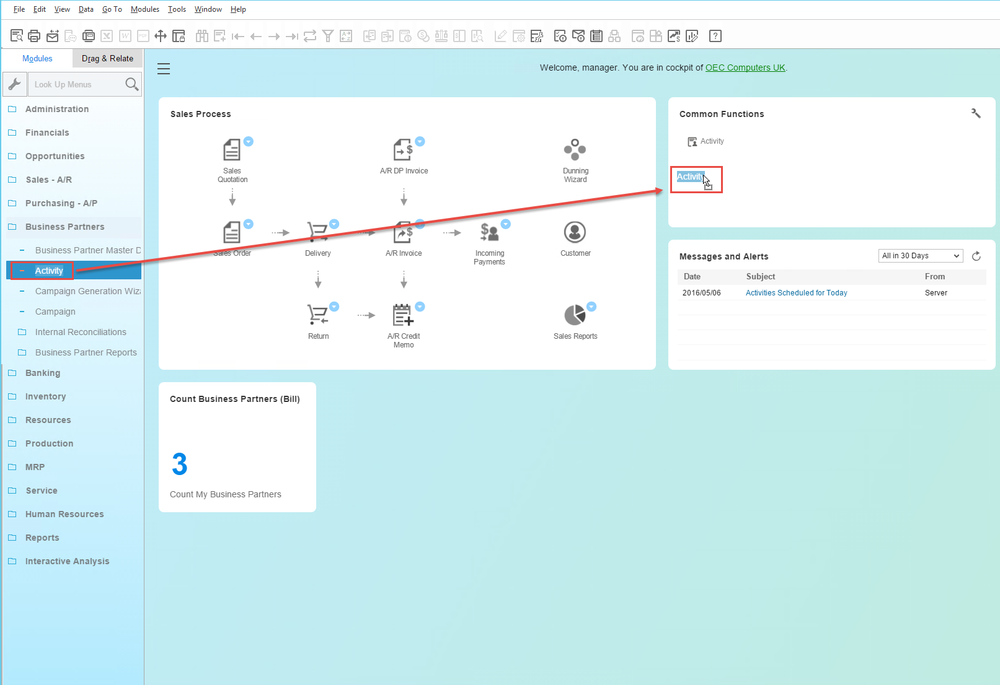 File Edit View Data Go To Modules Tools Window Help
Modules Drag & Relate
Look Up Menus
Administration
Financials
Opportunities
Sales - A/R
Purchasing - A/P
Business Partners
Business Partner Master D
Activity
Campaign Generation Wiz
Campaign
Internal Reconciliations
Business Partner Reports
Banking
Inventory
Resources
Production
MRP
Service
Human Resources
Reports
Interactive Analysis
Welcome, manager. You are in cockpit of OEC Computers UK.
Sales Process
Sales
Quotation
A/R DP Invoice
Dunning
Wizard
Sales Order
Delivery
A/R Invoice
Incoming
Payments
Customer
Return
A/R Credit
Memo
Sales Reports
Common Functions
Activity
Activity
Messages and Alerts
All in 30 Days
Date Subject From
2016/05/06 Activities Scheduled for Today Server
Count Business Partners (Bill)
3
Count My Business Partners